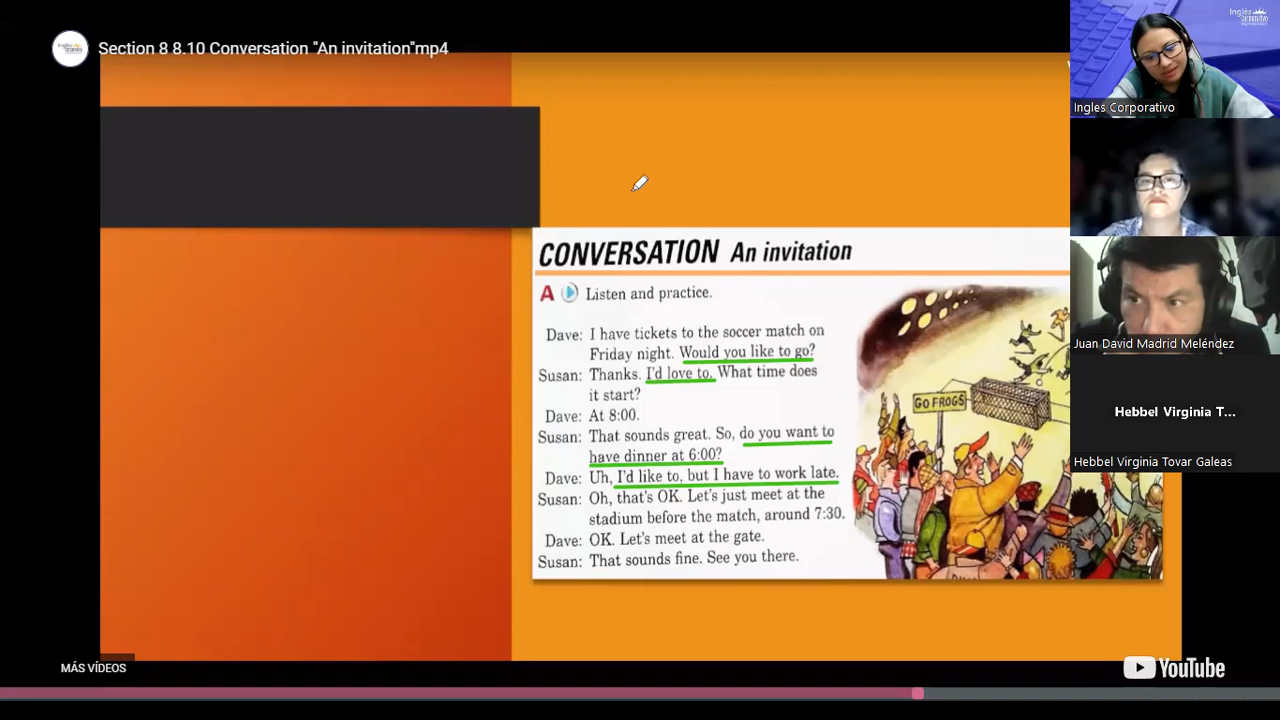 Section 8 8.10 Conversation "An invitation"mp4
CONVERSATION An invitation
A Listen and practice.
Dave: I have tickets to the soccer match on
Friday night. Would you like to go?
Susan: Thanks. I'd love to. What time does
it start?
Dave: At 8:00.
Susan: That sounds great. So, do you want to
have dinner at 6:00?
Dave: Uh, I'd like to, but I have to work late.
Susan: Oh, that's OK. Let's just meet at the
stadium before the match, around 7:30.
Dave: OK. Let's meet at the gate.
Susan: That sounds fine. See you there.
GO FROGS
MÁS VÍDEOS
YouTube
Ingles Corporativo
Juan David Madrid Meléndez
Hebbel Virginia T...
Hebbel Virginia Tovar Galeas